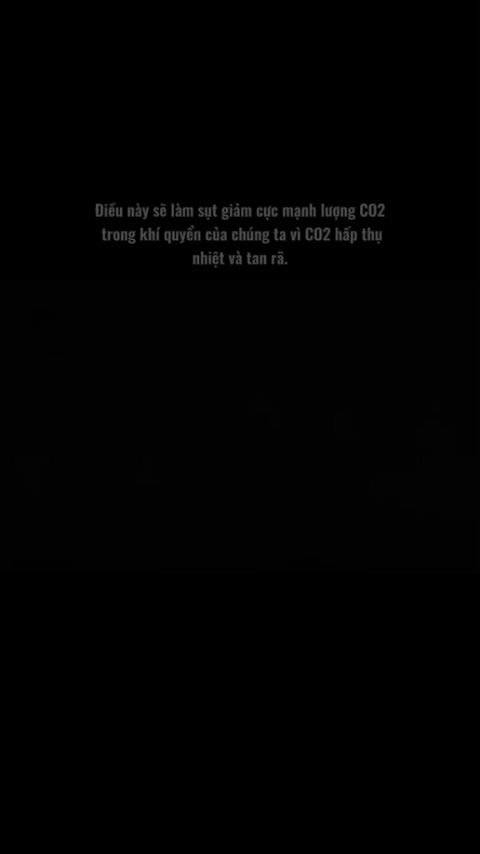 Điều này sẽ làm sụt giảm cực mạnh lượng CO2
trong khí quyển của chúng ta vì CO2 hấp thụ
nhiệt và tan rã.